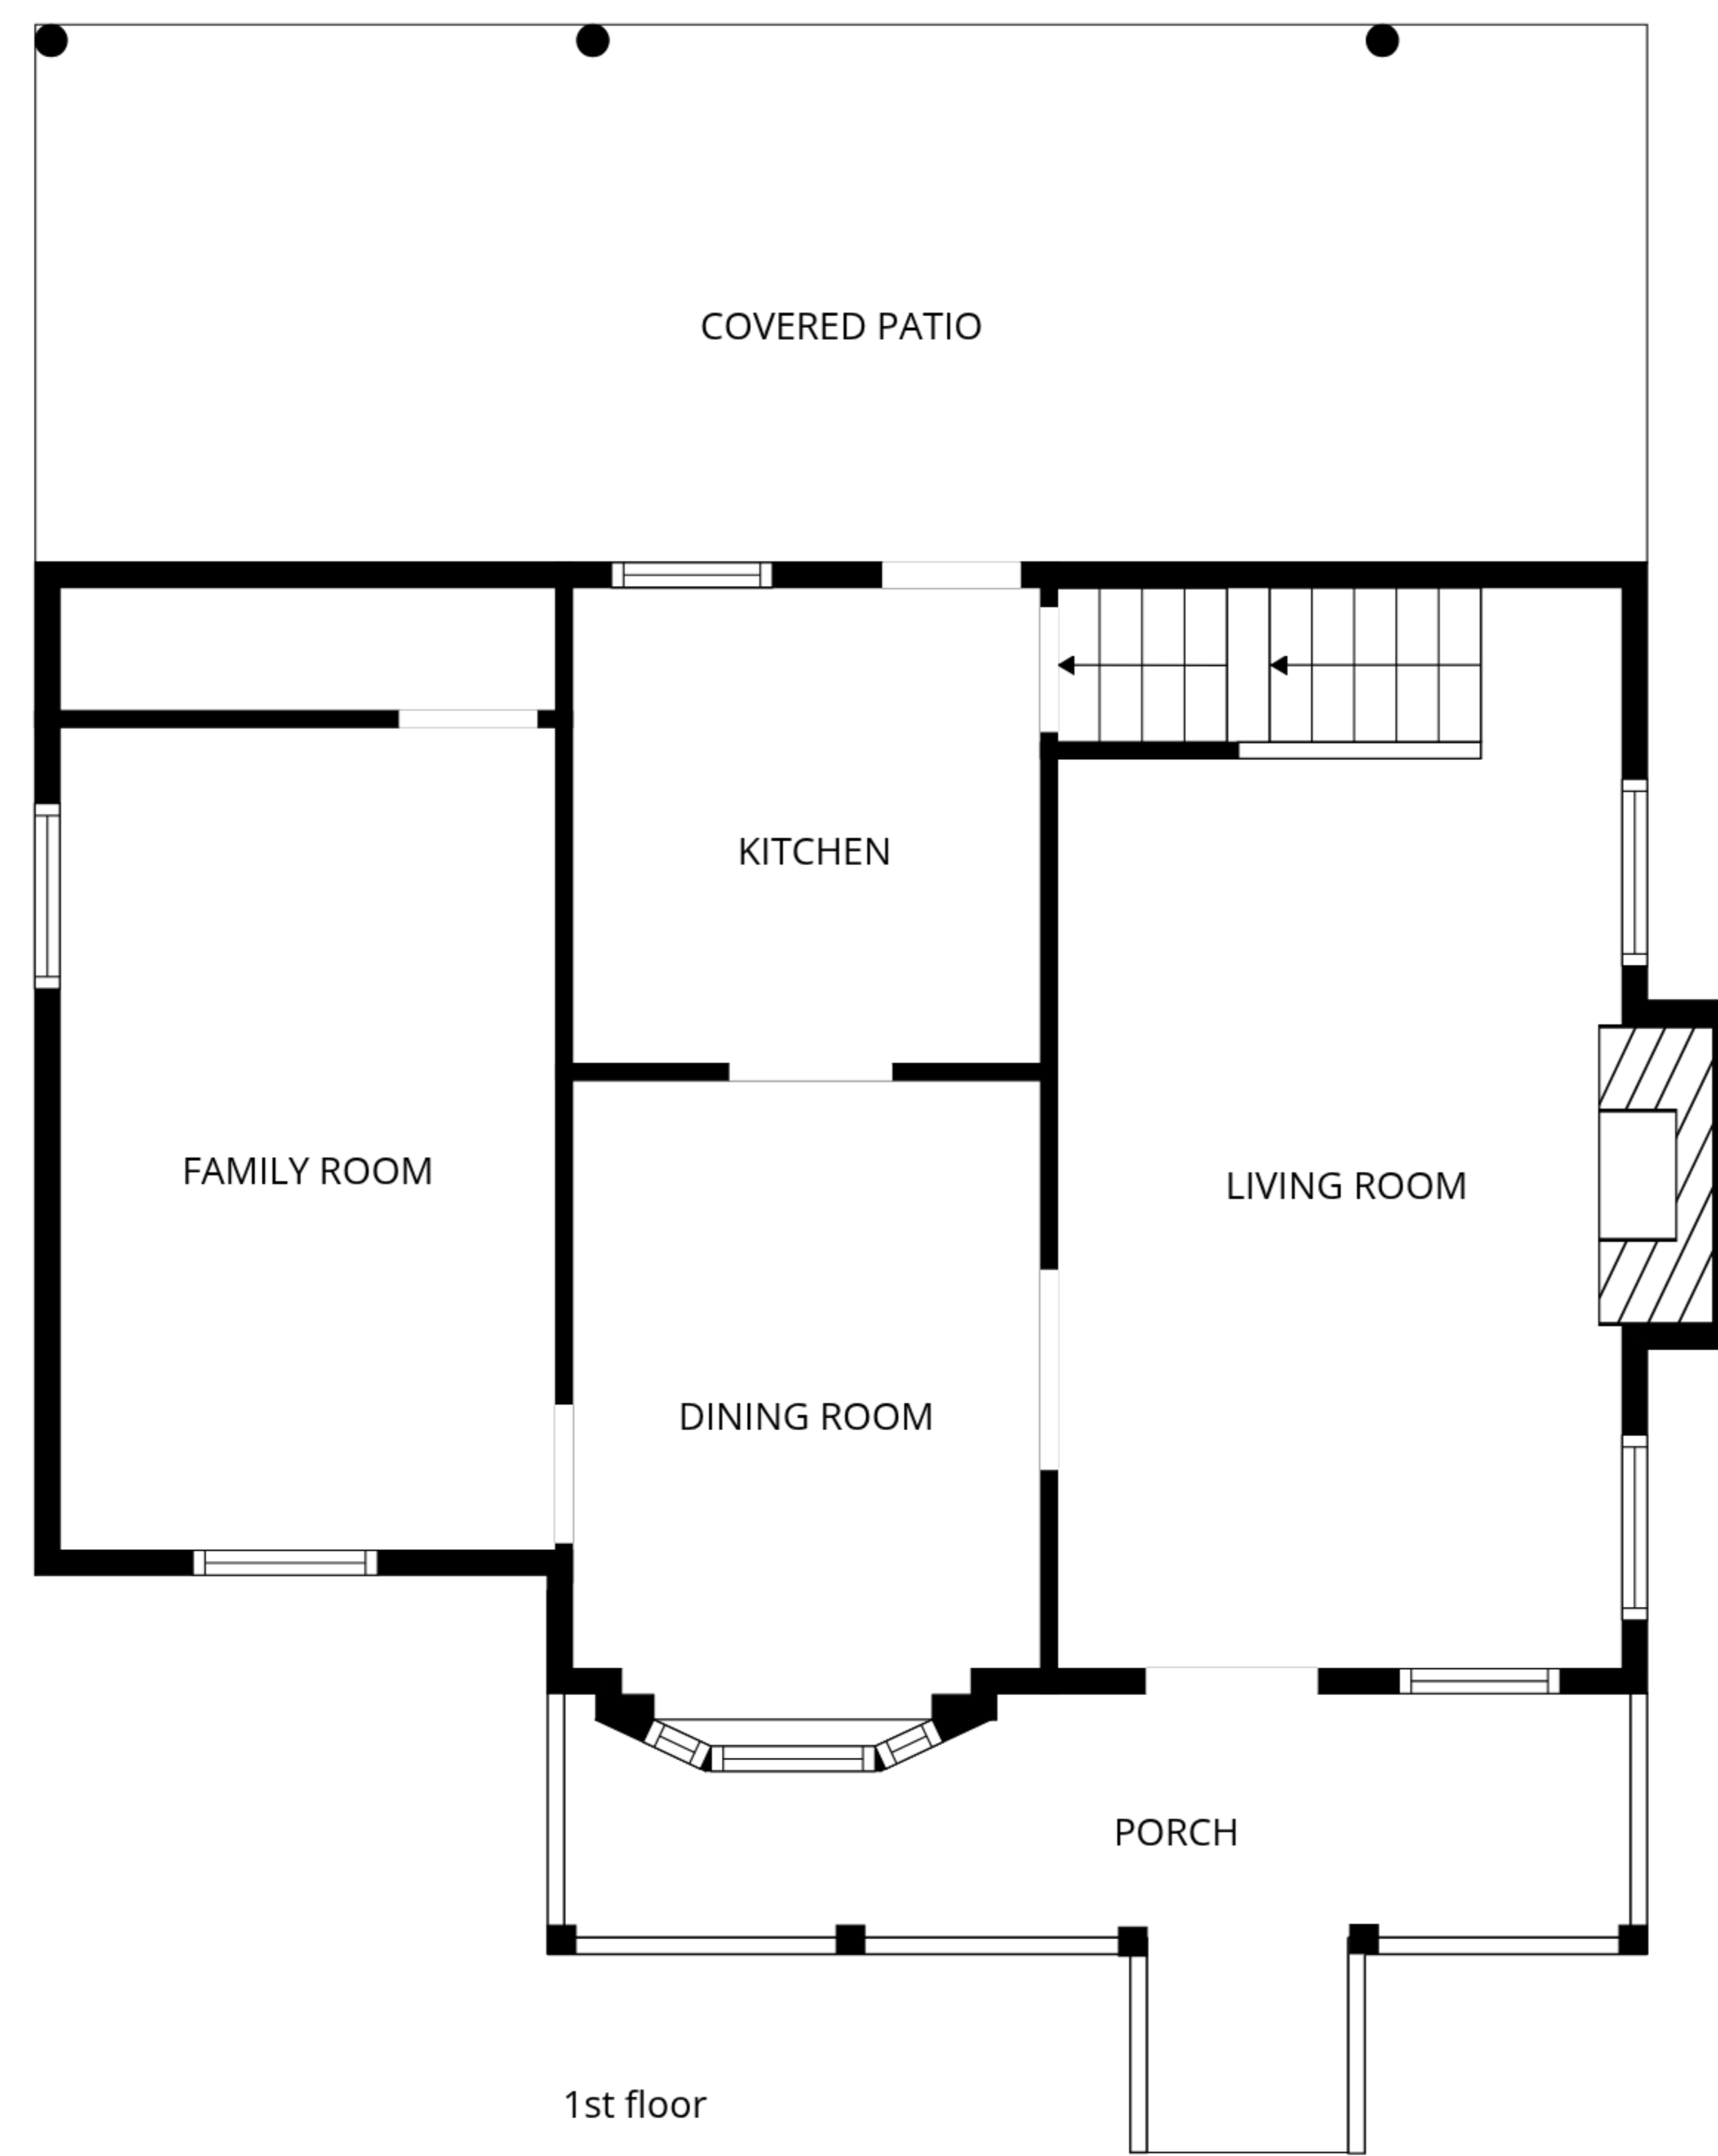 COVERED PATIO
KITCHEN
FAMILY ROOM
LIVING ROOM
DINING ROOM
PORCH
1st floor